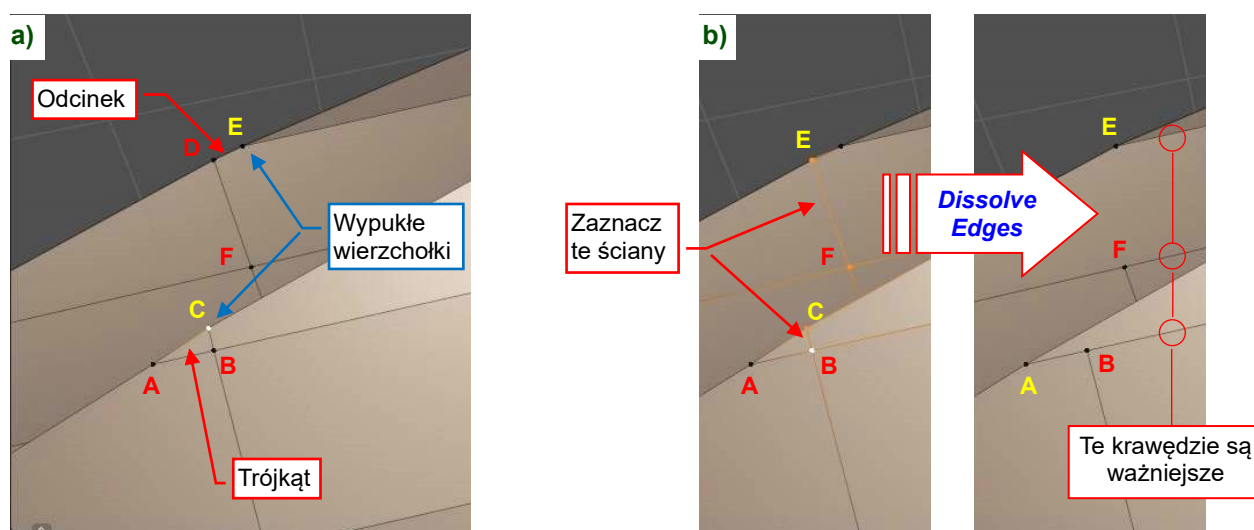 a)
Odcinek
E
D
Wypukłe
wierzchołki
F
C
A
B
Trójkąt
b)
E
Zaznacz
te ściany
F
C
B
A
Dissolve
Edges
E
F
B
A
Te krawędzie są
ważniejsze